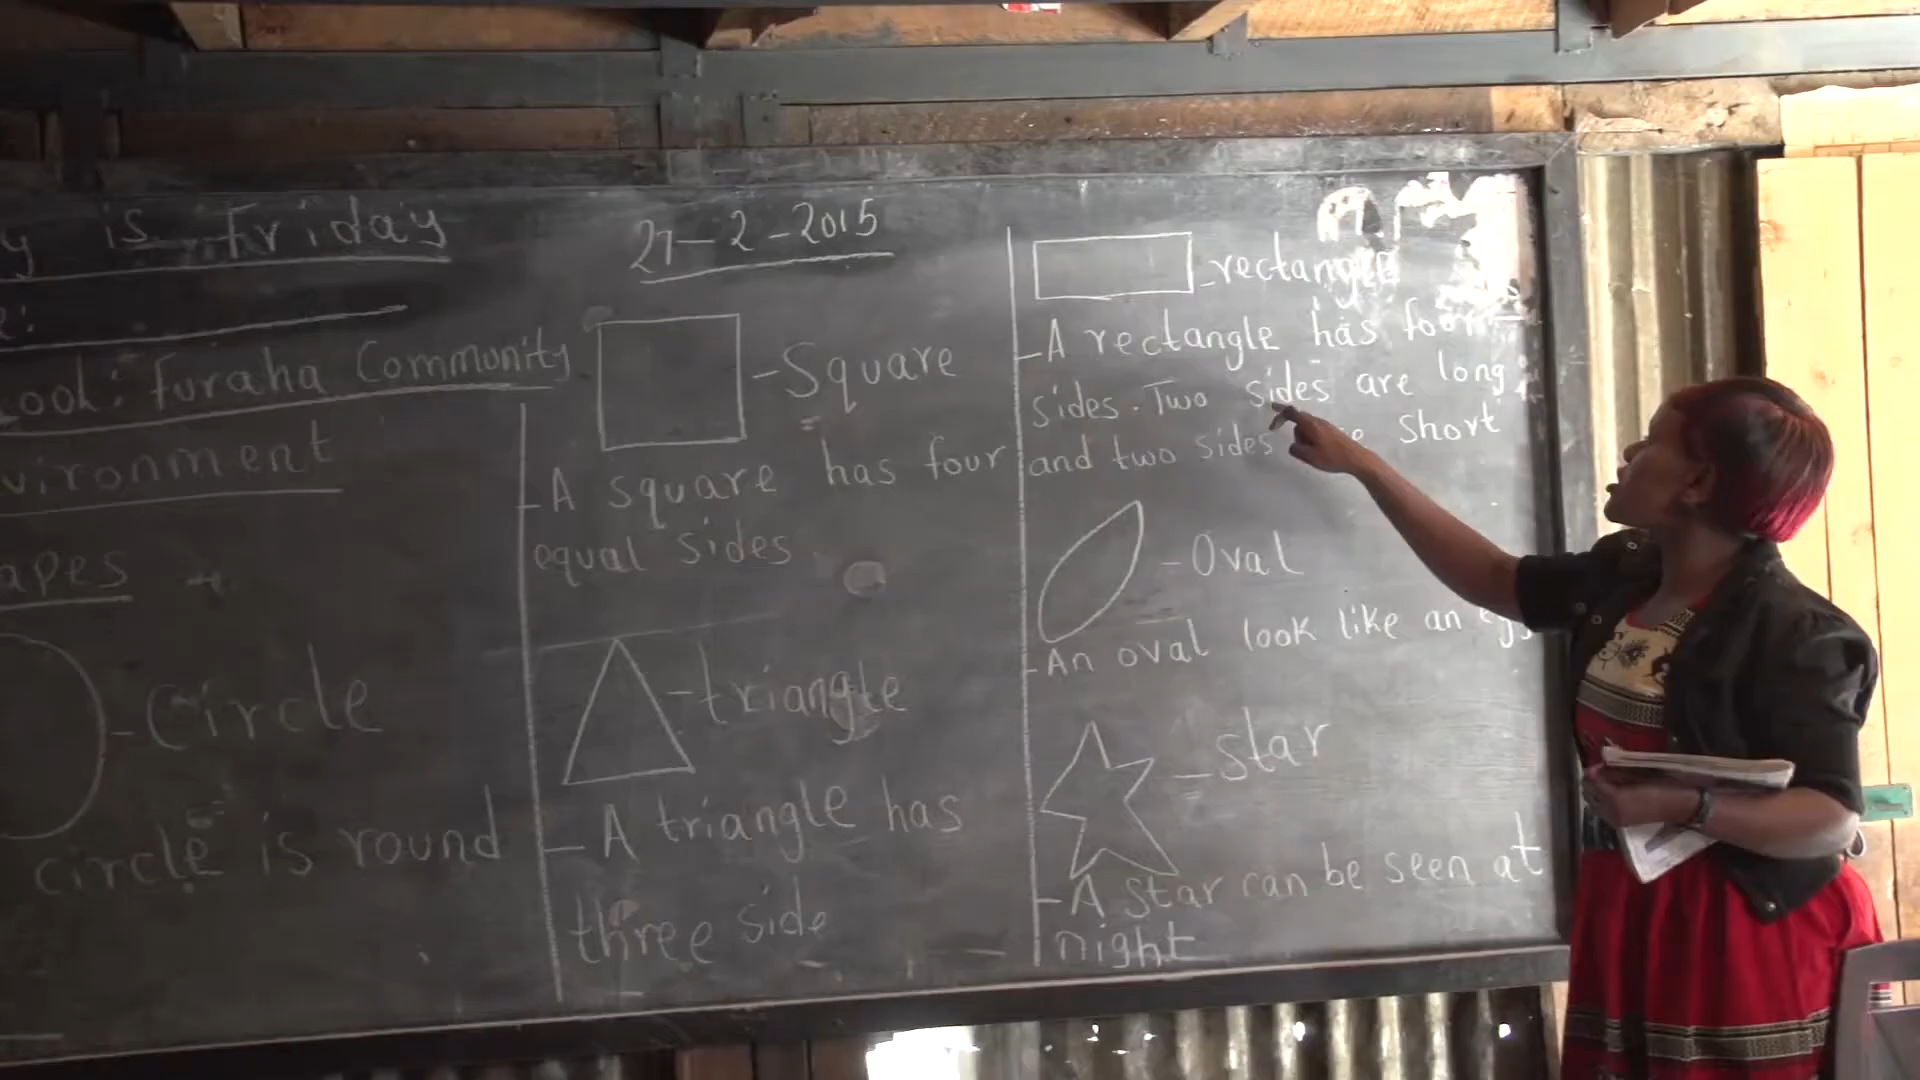 y is Friday
21-2-2015
ool: Furaha Community
vironment
apes
-Circle
circle is round
-Square
-A square has four
equal sides
-triangle
-A triangle has
three side
-rectangle
-A rectangle has four
sides. Two sides are long
and two sides short
-Oval
-An oval look like an egg
-Star
-A star can be seen at
night